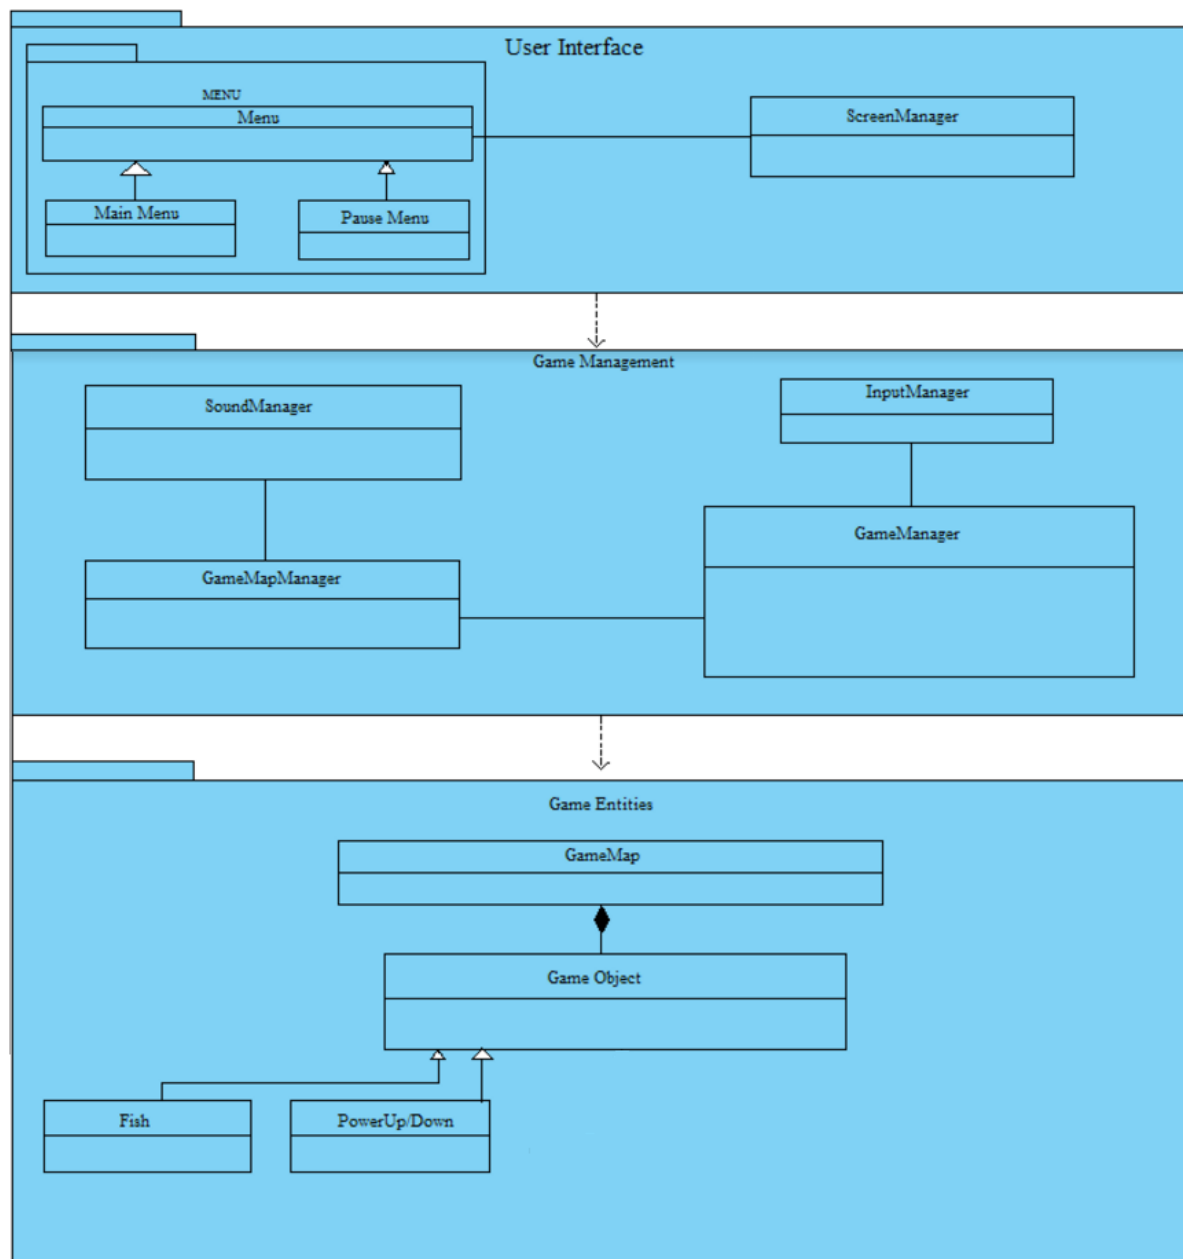 User Interface
MENU
Menu
ScreenManager
Main Menu
Pause Menu
Game Management
SoundManager
InputManager
GameManager
GameMapManager
Game Entities
GameMap
Game Object
Fish
PowerUp/Down